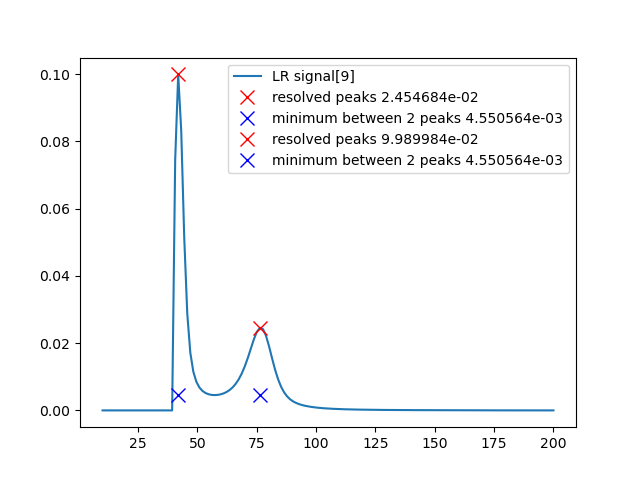 LR signal[9]
resolved peaks 2.454684e-02
minimum between 2 peaks 4.550564e-03
resolved peaks 9.989984e-02
minimum between 2 peaks 4.550564e-03
0.10
0.08
0.06
0.04
0.02
0.00
25 50 75 100 125 150 175 200